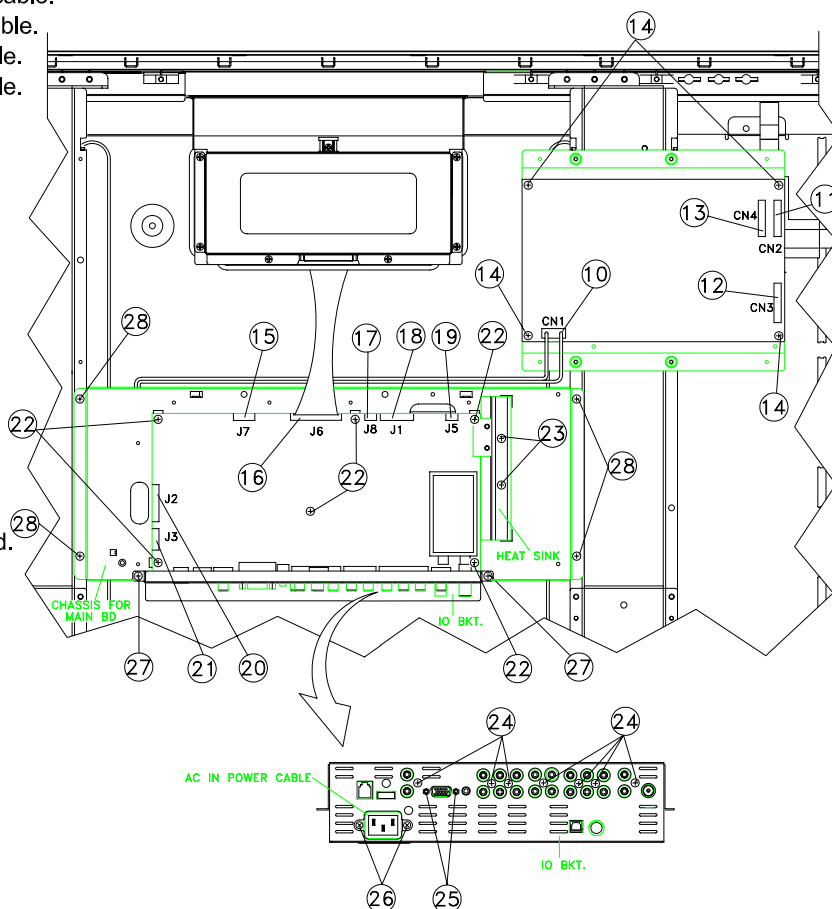 ble.
le.
le.
d.
14
13
CN4
11
CN2
12
CN3
14
CN1
10
14
28
15
17
18
19
22
22
J7
J6
J8
J1
J5
23
16
22
28
J2
28
J3
HEAT SINK
CHASSIS FOR
MAIN BD
IO BKT.
27
21
20
22
27
24
24
AC IN POWER CABLE
IO BKT.
26
25